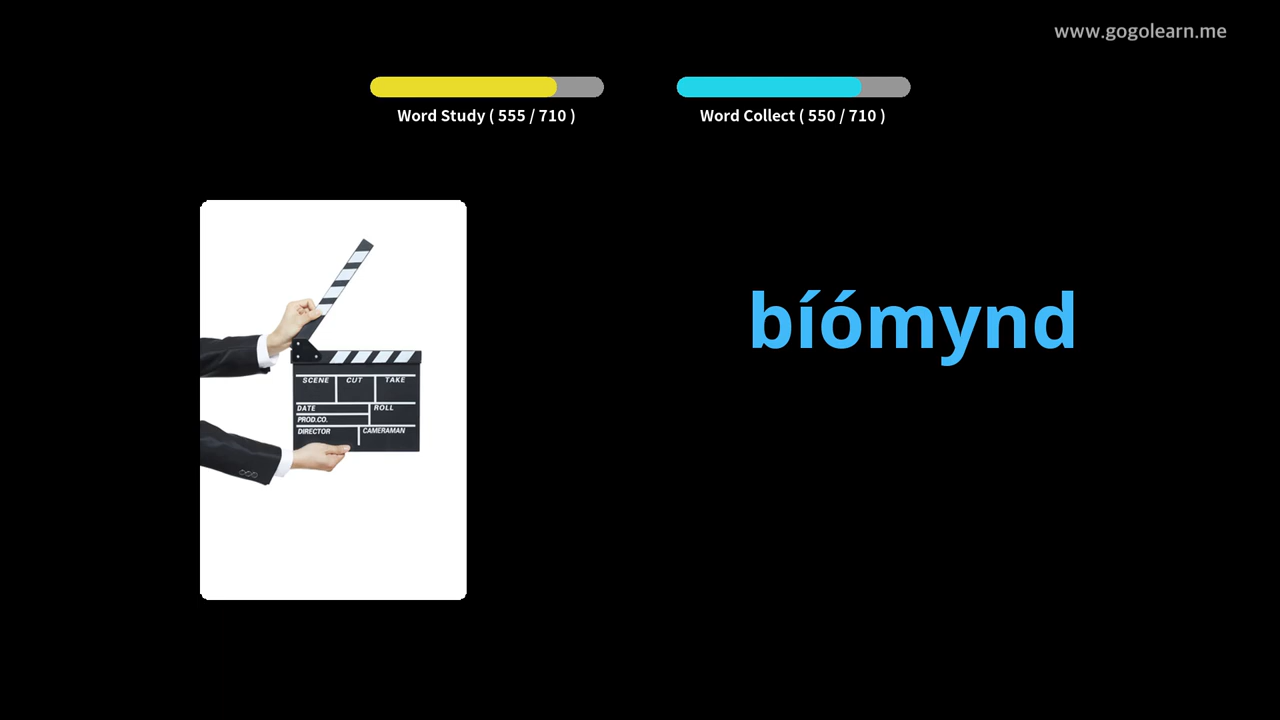 www.gogolearn.me
Word Study ( 555 / 710 )
Word Collect ( 550 / 710 )
bíómynd
SCENE CUT TAKE
DATE ROLL
PROD.CO.
DIRECTOR CAMERAMAN